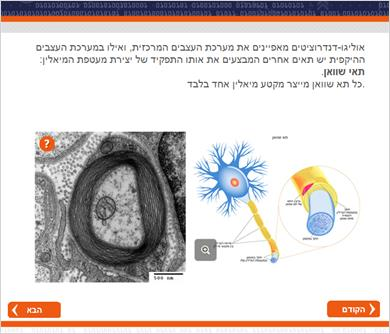 אוליגו-דנדרוציטים מאפיינים את מערכת העצבים המרכזית, ואילו במערכת העצבים
ההיקפית יש תאים אחרים המבצעים את אותו התפקיד של יצירת מעטפת המיאלין:
תאי שוואן.
כל תא שוואן מייצר מקטע מיאלין אחד בלבד.
?
500 nm
הקודם
הבא